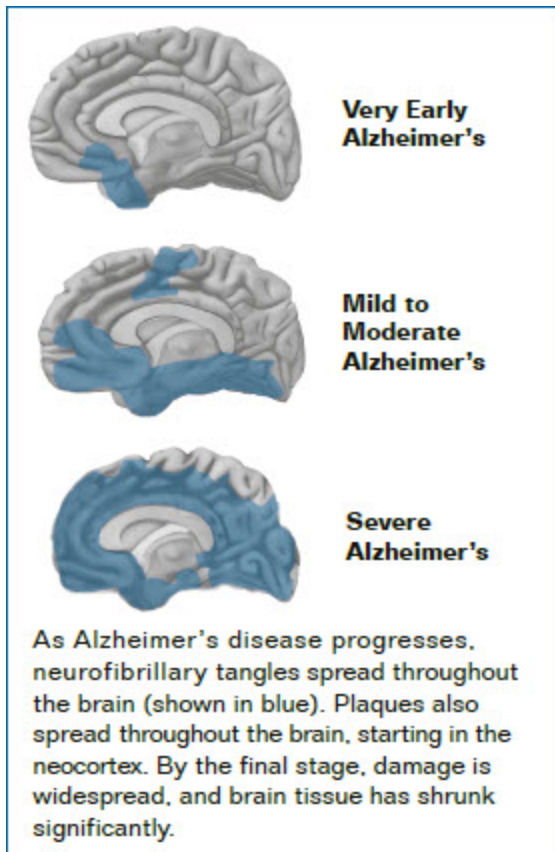 Very Early
Alzheimer's
Mild to
Moderate
Alzheimer's
Severe
Alzheimer's
As Alzheimer's disease progresses,
neurofibrillary tangles spread throughout
the brain (shown in blue). Plaques also
spread throughout the brain, starting in the
neocortex. By the final stage, damage is
widespread, and brain tissue has shrunk
significantly.